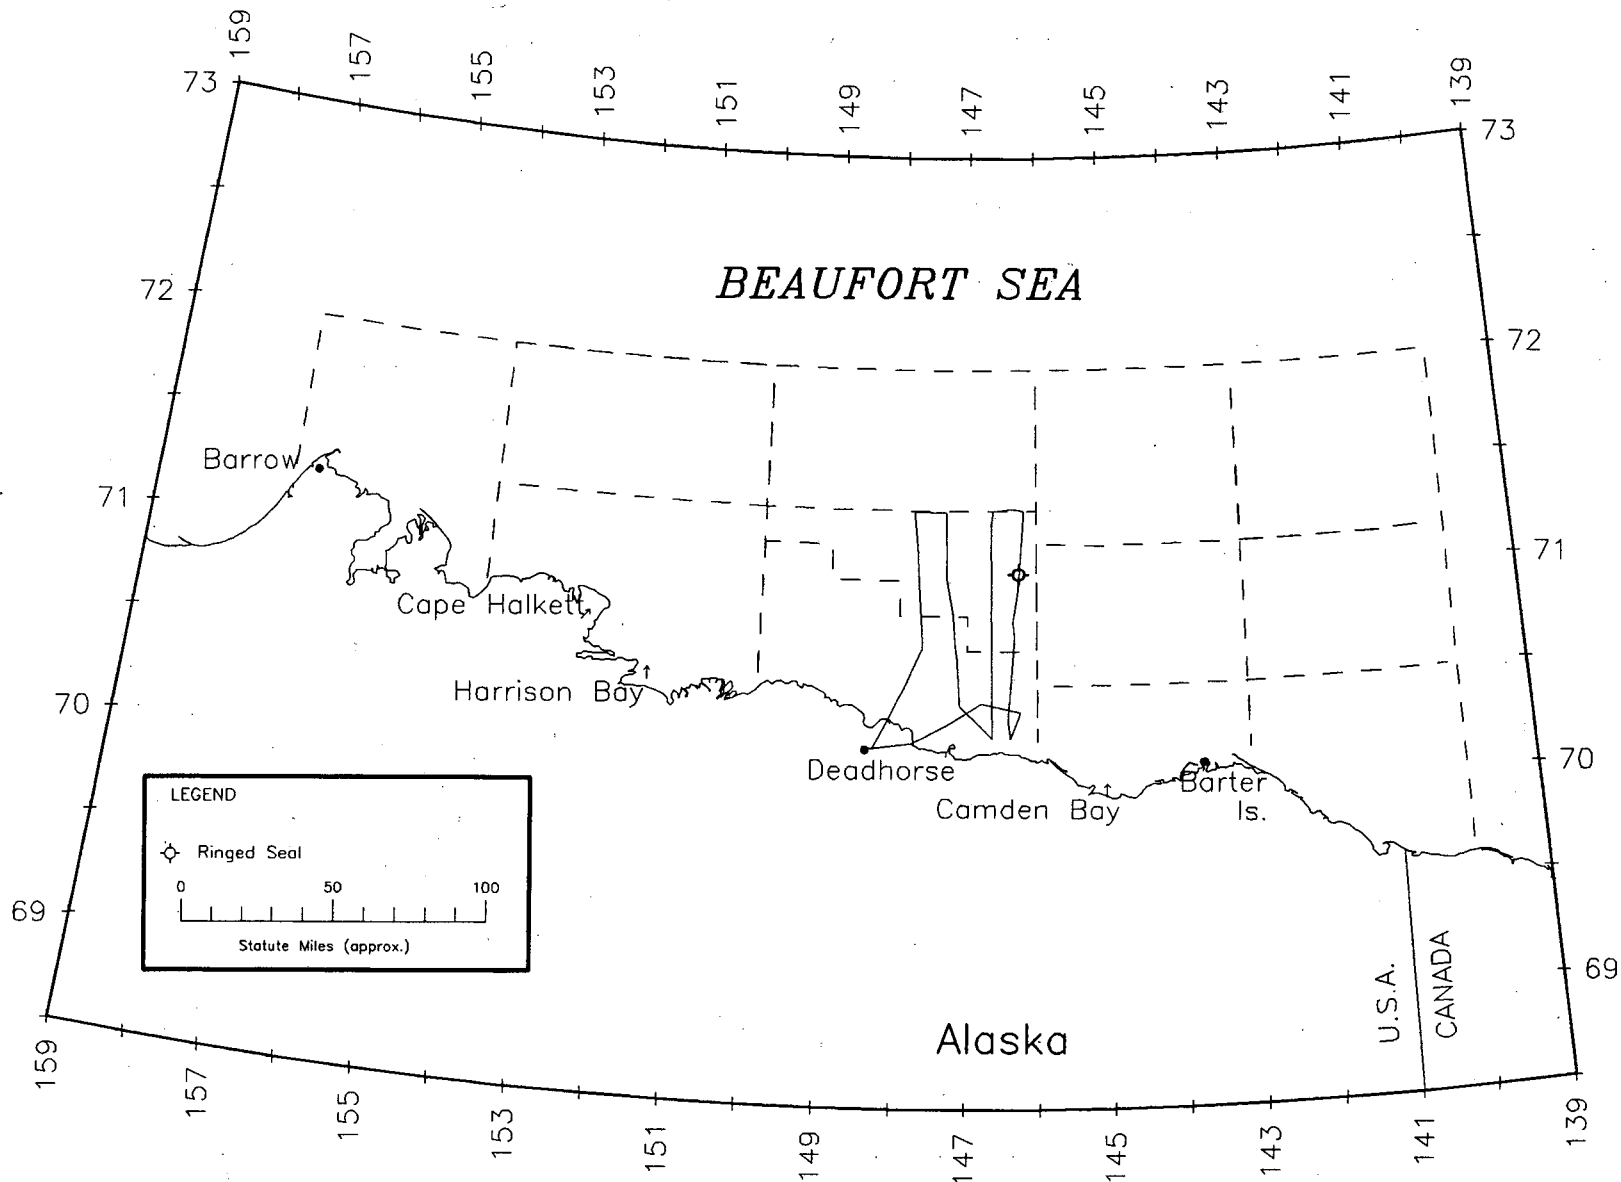 159
157
155
153
151
149
147
145
143
141
139
73
73
BEAUFORT SEA
72
72
Barrow
71
71
Cape Halkett
Harrison Bay
70
70
Deadhorse
Camden Bay
Barter
Is.
LEGEND
Ringed Seal
0 50 100
Statute Miles (approx.)
69
69
U.S.A.
CANADA
Alaska
159
157
155
153
151
149
147
145
143
141
139